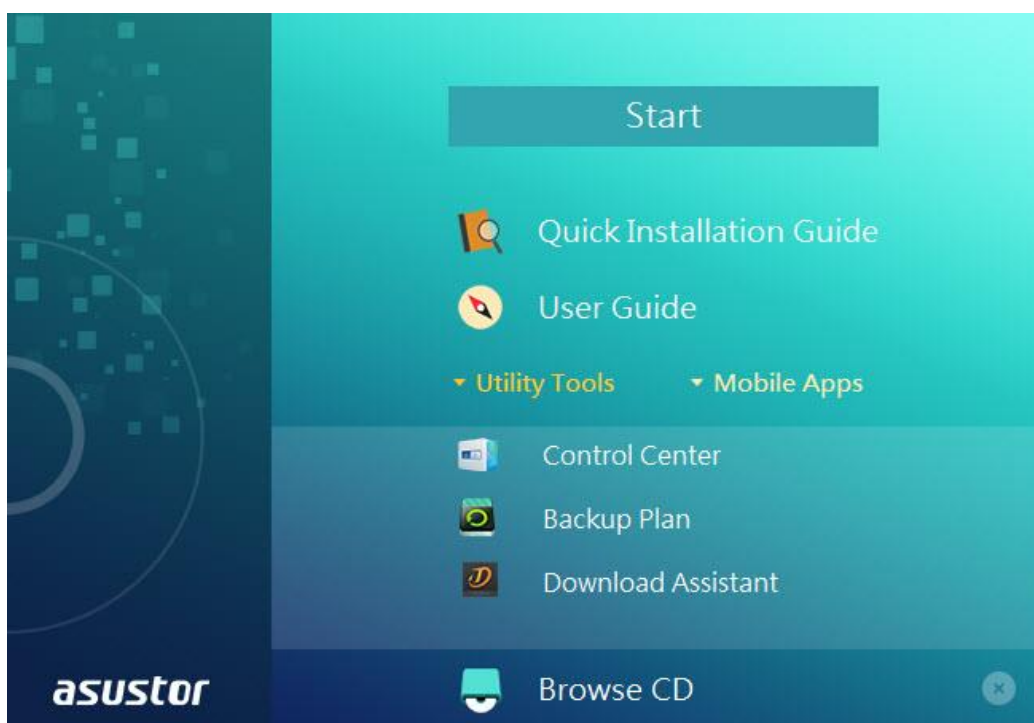 Start
Quick Installation Guide
User Guide
Utility Tools
Mobile Apps
Control Center
Backup Plan
Download Assistant
asustor
Browse CD